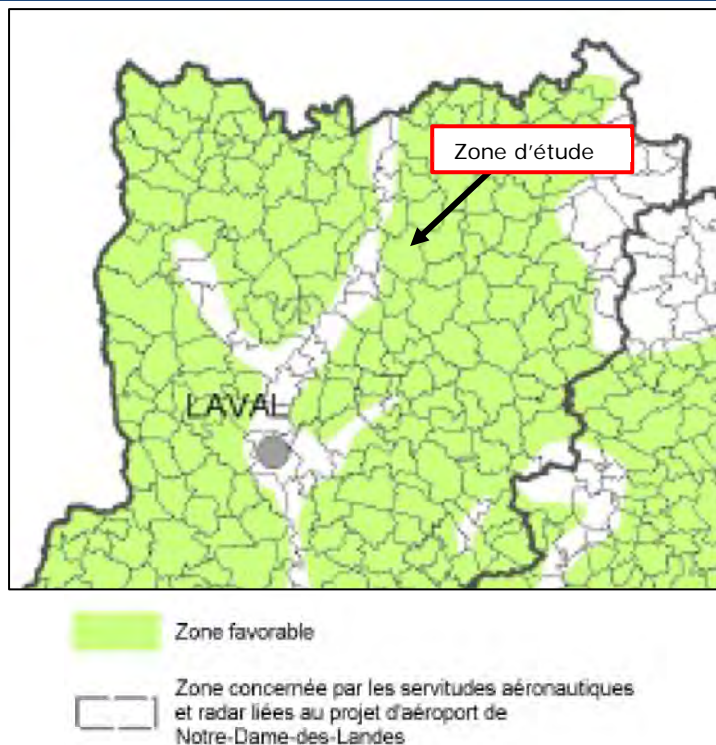 Zone d'étude
LAVAL
Zone favorable
Zone concernée par les servitudes aéronautiques
et radar liées au projet d'aéroport de
Notre-Dame-des-Landes